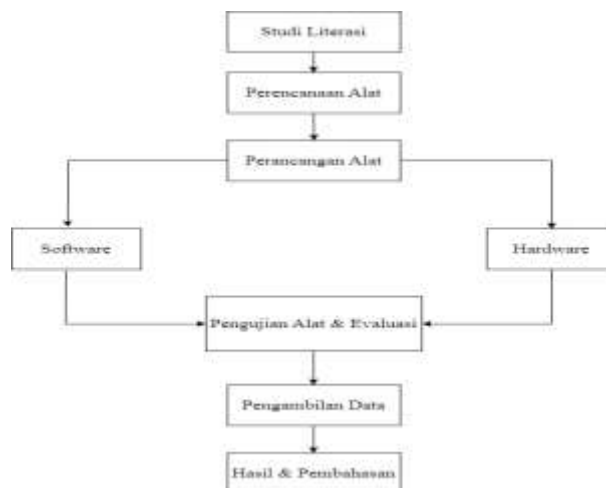 Studi Literasi
Perencanaan Alat
Perancangan Alat
Software
Hardware
Pengujian Alat & Evaluasi
Pengambilan Data
Hasil & Pembahasan